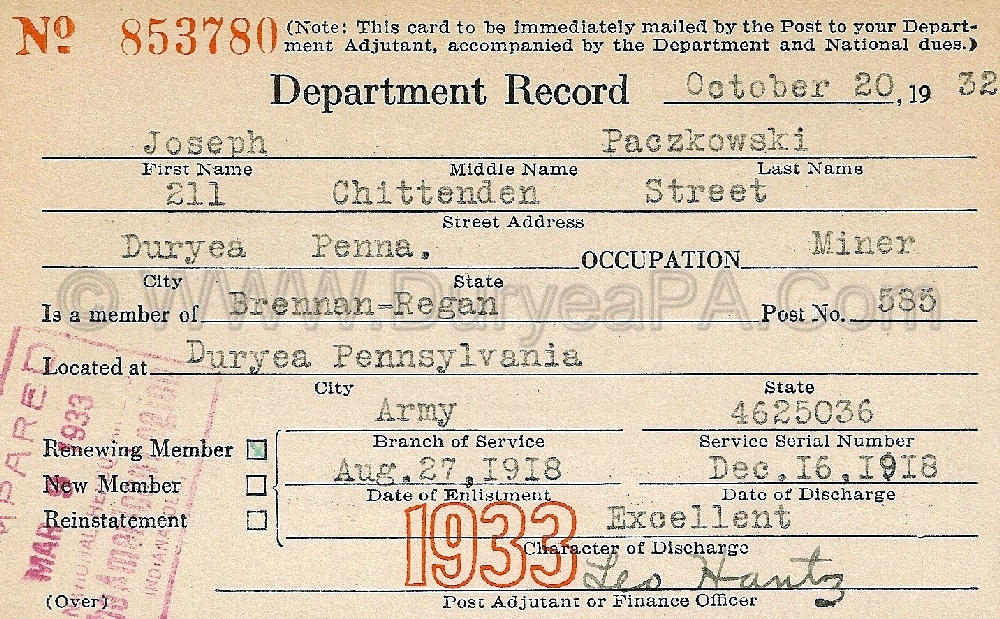 Nº 853780 (Note: This card to be immediately mailed by the Post to your Depart-
ment Adjutant, accompanied by the Department and National dues.)
Department Record October 20, 19 32
Joseph Paczkowski
First Name Middle Name Last Name
211 Chittenden Street
Street Address
Duryea Penna. OCCUPATION Miner
City State
© WWW.DuryeaPA.Com
Is a member of Brennan-Regan Post No. 585
Located at Duryea Pennsylvania
City State
Army 4625036
Renewing Member Branch of Service Service Serial Number
Aug.27,1918 Dec.16,1918
New Member Date of Enlistment Date of Discharge
Reinstatement 1933 Excellent
Character of Discharge
Leo Hantz
(Over) Post Adjutant or Finance Officer
MAR 1933